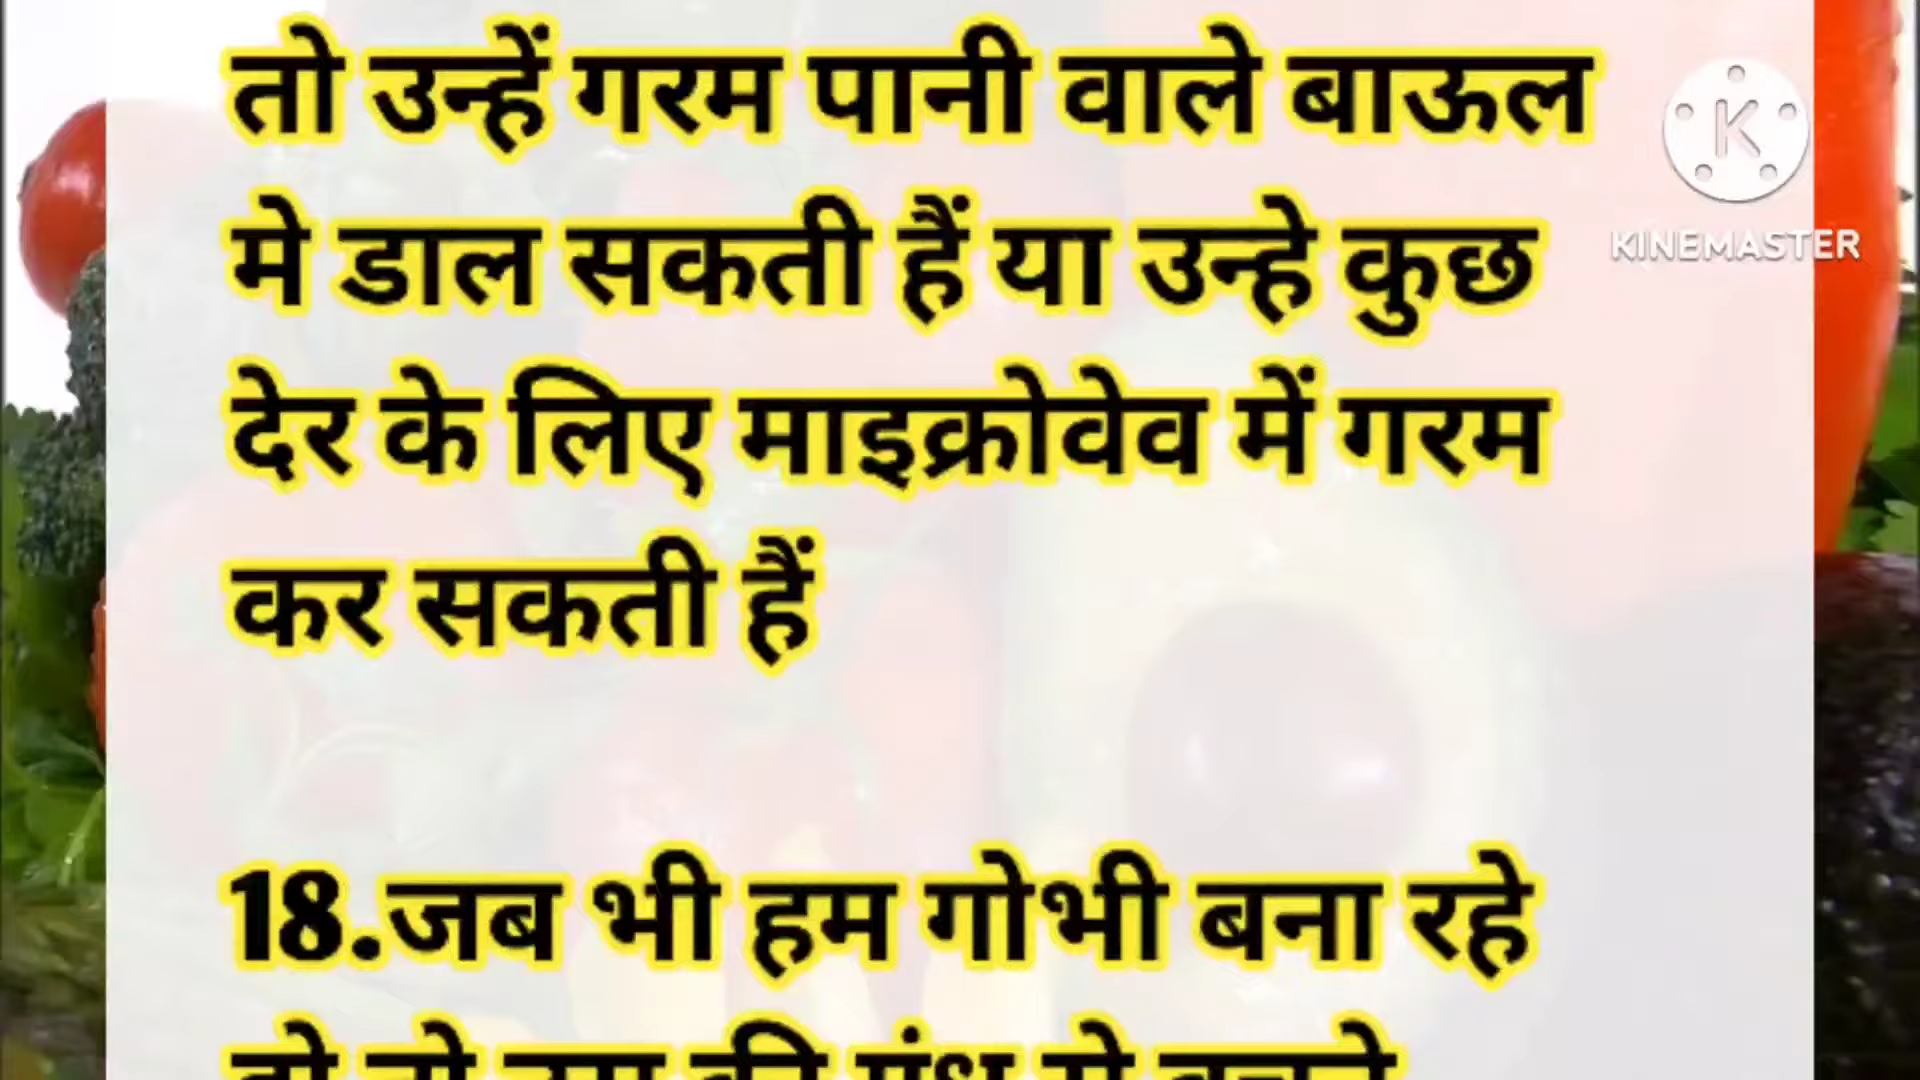 तो उन्हें गरम पानी वाले बाऊल
मे डाल सकती हैं या उन्हे कुछ
देर के लिए माइक्रोवेव में गरम
कर सकती हैं
18.जब भी हम गोभी बना रहे
K
KINEMASTER